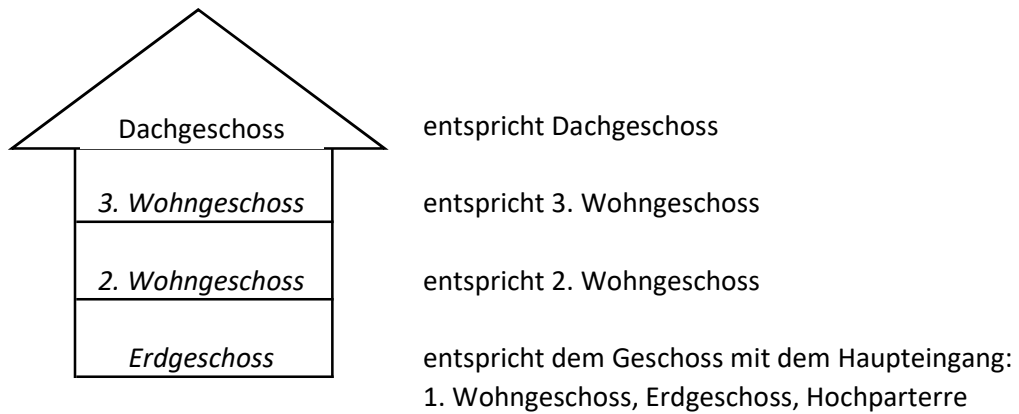 Dachgeschoss entspricht Dachgeschoss
3. Wohngeschoss entspricht 3. Wohngeschoss
2. Wohngeschoss entspricht 2. Wohngeschoss
Erdgeschoss entspricht dem Geschoss mit dem Haupteingang:
1. Wohngeschoss, Erdgeschoss, Hochparterre